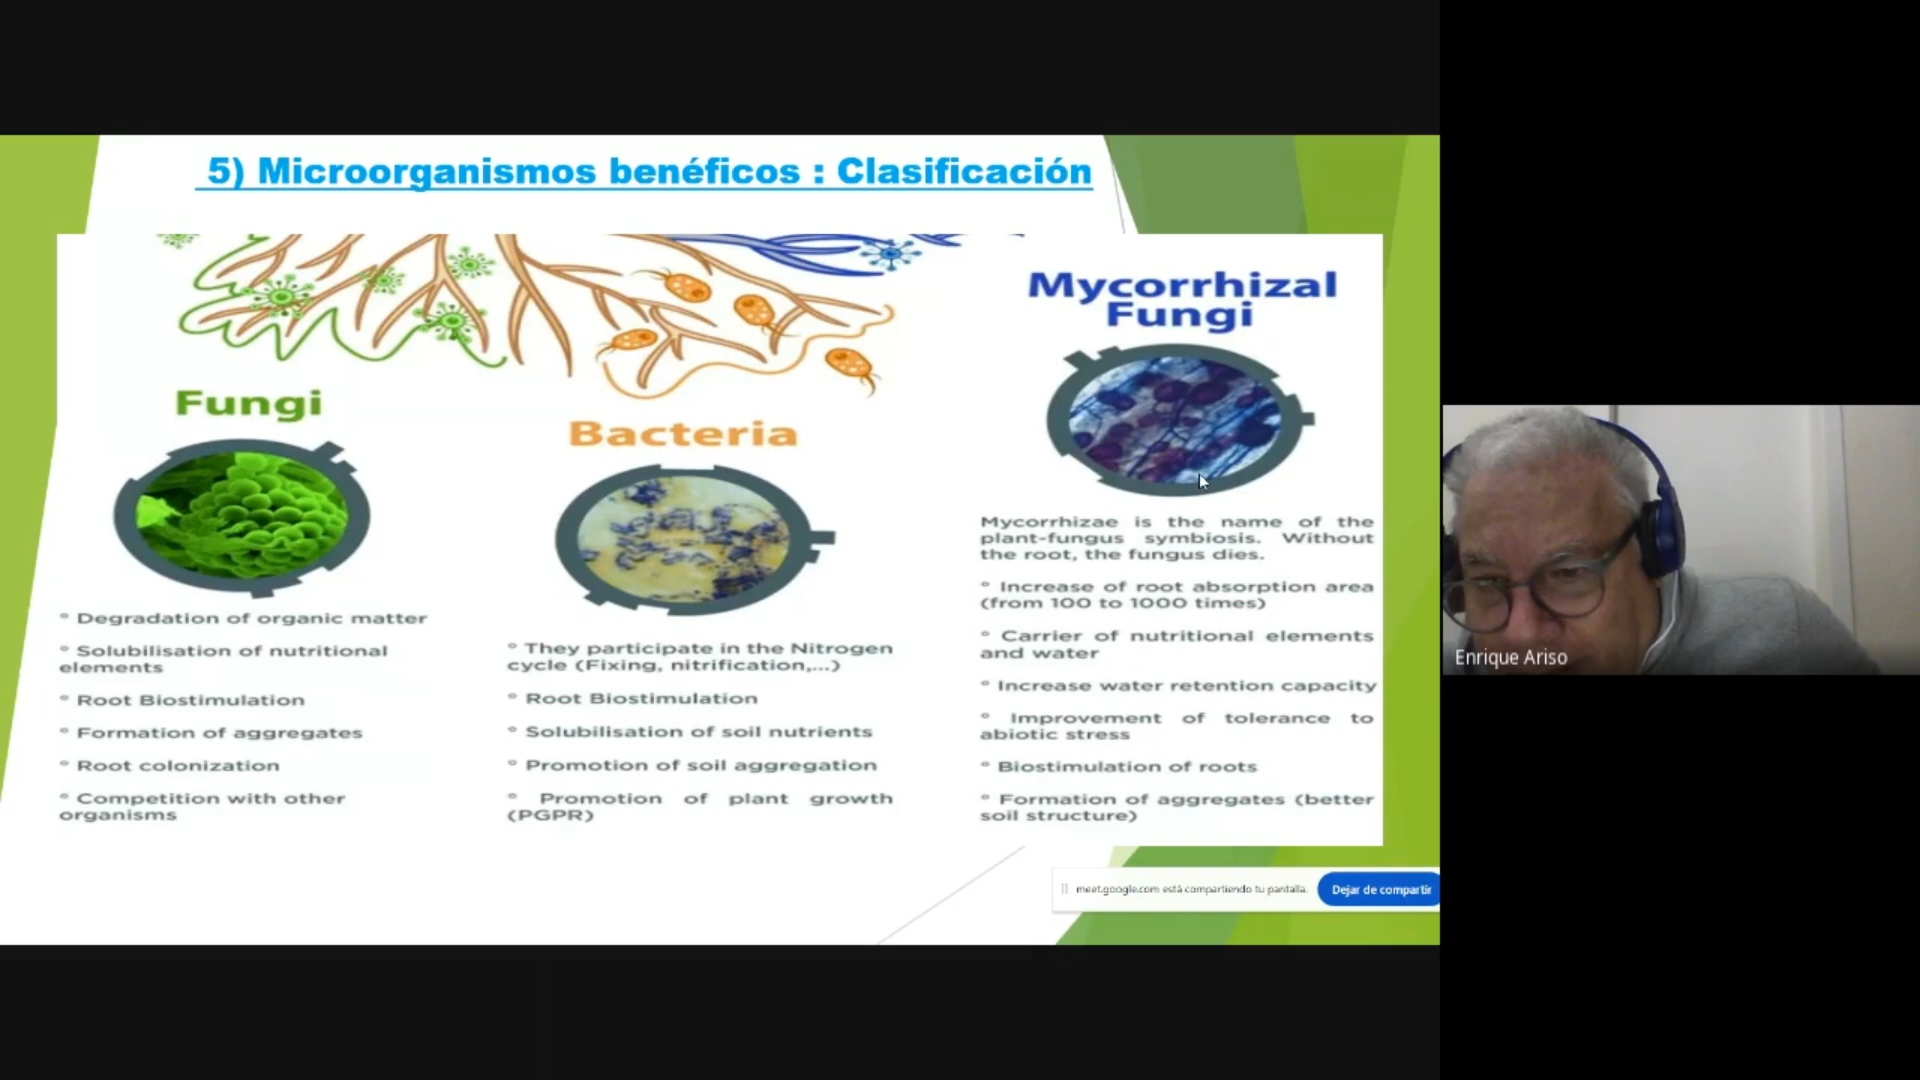 5) Microorganismos benéficos : Clasificación
Fungi
° Degradation of organic matter
° Solubilisation of nutritional
elements
° Root Biostimulation
° Formation of aggregates
° Root colonization
° Competition with other
organisms
Bacteria
° They participate in the Nitrogen
cycle (Fixing, nitrification,...)
° Root Biostimulation
° Solubilisation of soil nutrients
° Promotion of soil aggregation
° Promotion of plant growth
(PGPR)
Mycorrhizal
Fungi
Mycorrhizae is the name of the
plant-fungus symbiosis. Without
the root, the fungus dies.
° Increase of root absorption area
(from 100 to 1000 times)
° Carrier of nutritional elements
and water
° Increase water retention capacity
° Improvement of tolerance to
abiotic stress
° Biostimulation of roots
° Formation of aggregates (better
soil structure)
meet.google.com está compartiendo tu pantalla.
Dejar de compartir
Enrique Ariso